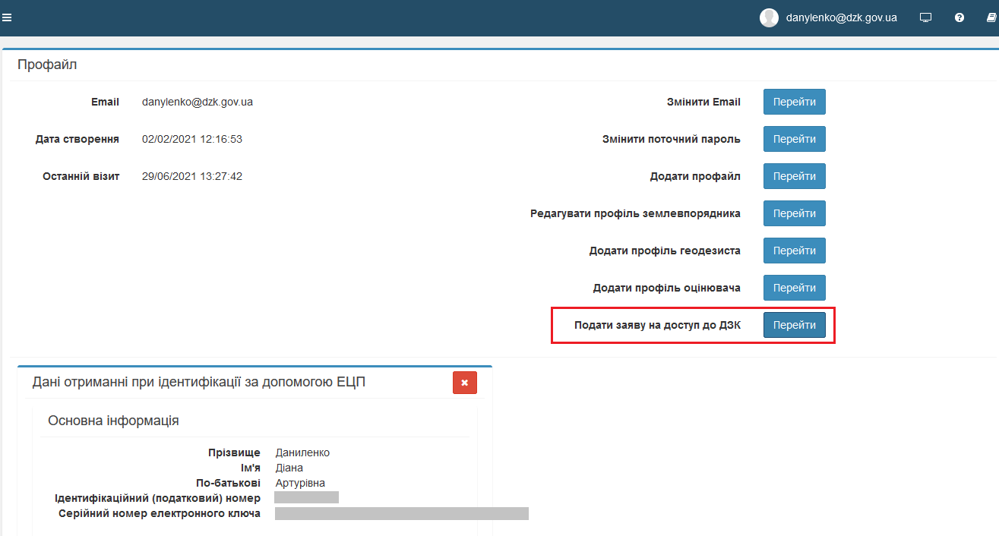 danylenko@dzk.gov.ua
Профайл
Email danylenko@dzk.gov.ua Змінити Email Перейти
Дата створення 02/02/2021 12:16:53 Змінити поточний пароль Перейти
Останній візит 29/06/2021 13:27:42 Додати профайл Перейти
Редагувати профіль землевпорядника Перейти
Додати профіль геодезиста Перейти
Додати профіль оцінювача Перейти
Подати заяву на доступ до ДЗК Перейти
Дані отриманні при ідентифікації за допомогою ЕЦП
Основна інформація
Прізвище Даниленко
Ім'я Діана
По-батькові Артурівна
Ідентифікаційний (податковий) номер
Серійний номер електронного ключа